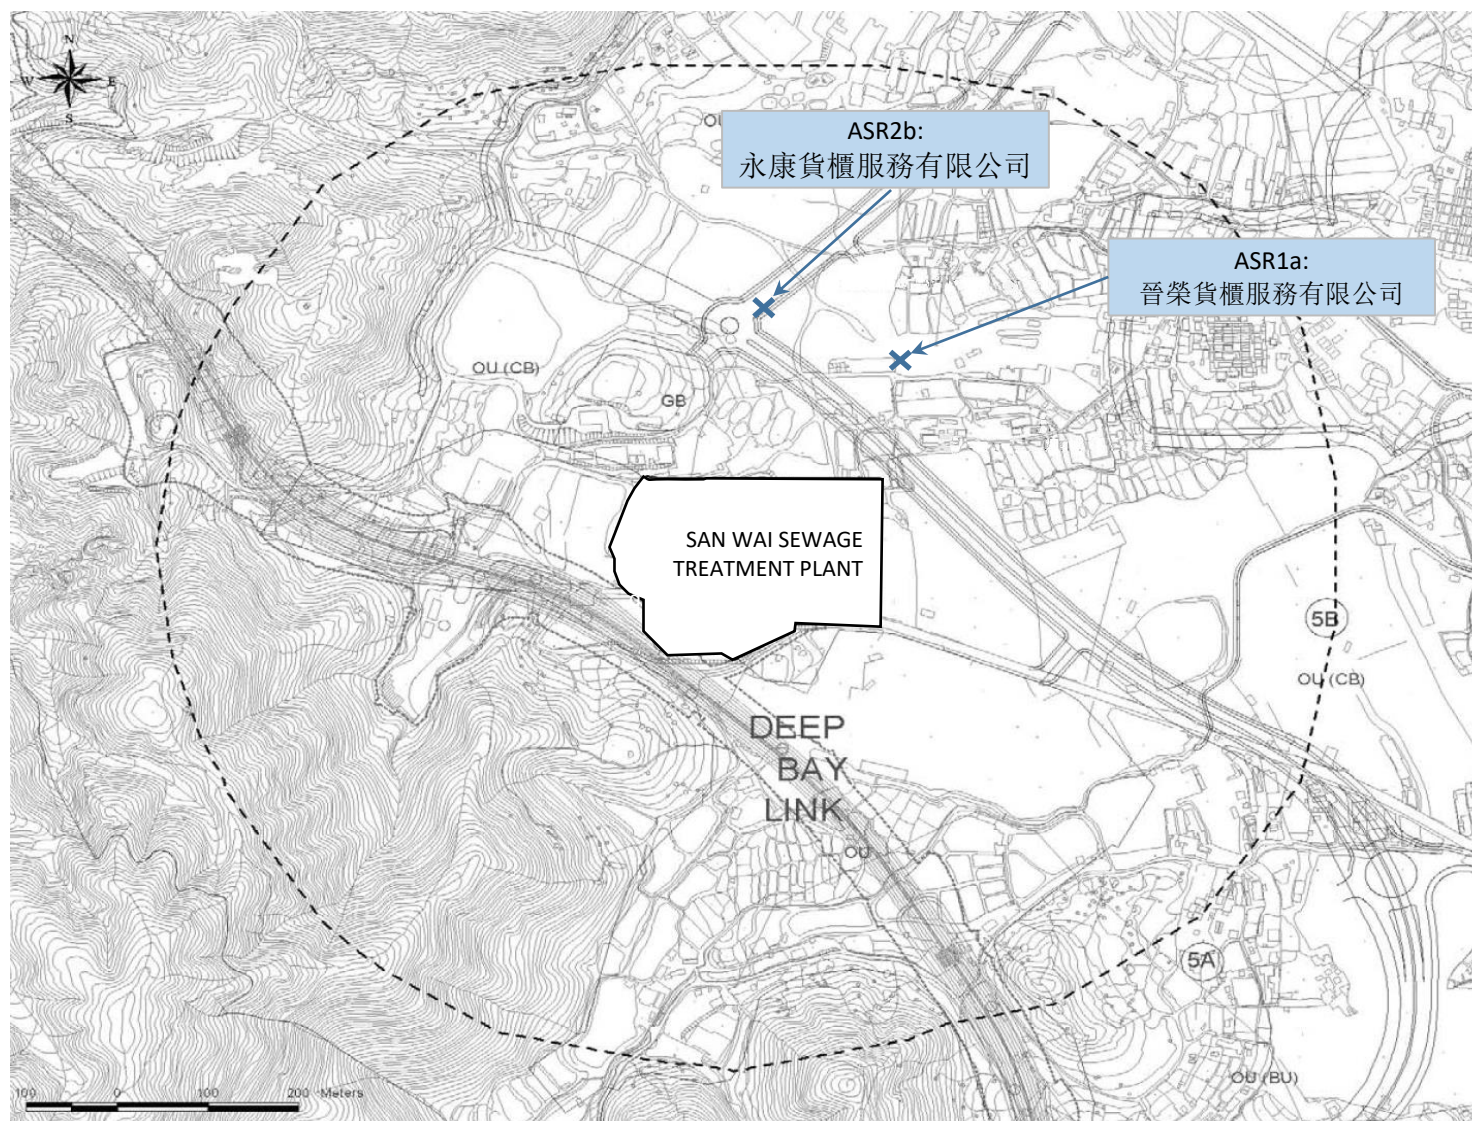 N
W
E
S
OU
ASR2b:
永康貨櫃服務有限公司
ASR1a:
晉榮貨櫃服務有限公司
OU (CB)
GB
SAN WAI SEWAGE
TREATMENT PLANT
5B
OU (CB)
DEEP
BAY
LINK
OU
5A
OU (BU)
100 0 100 200 Meters